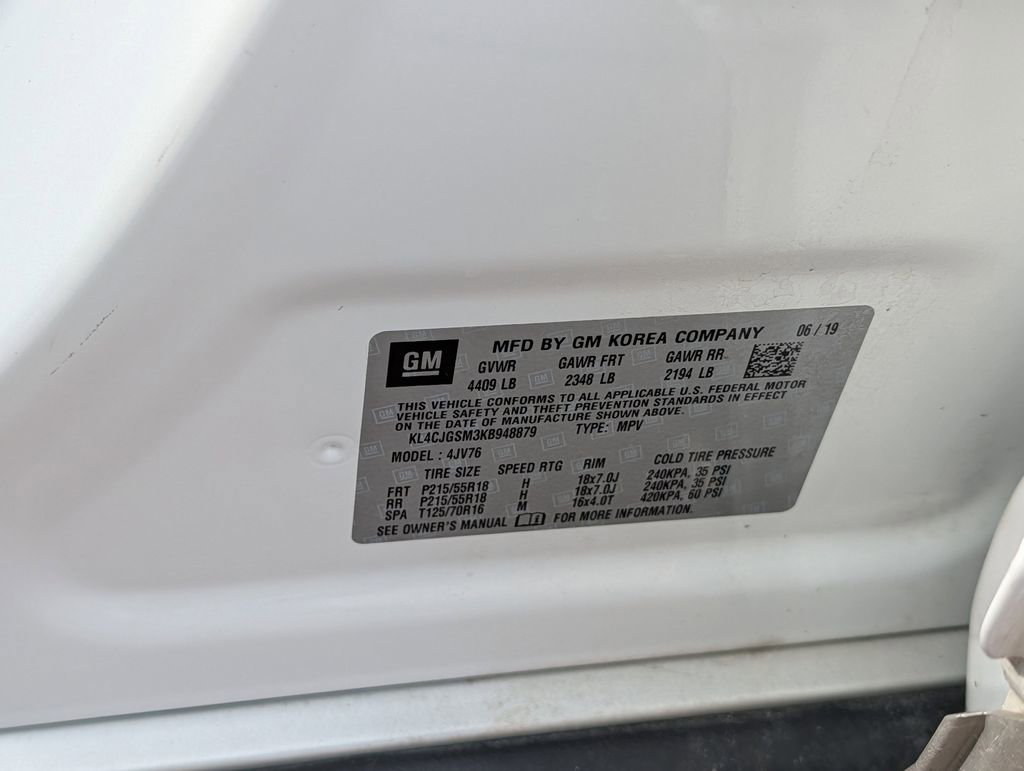 GM
MFD BY GM KOREA COMPANY 06 / 19
GVWR GAWR FRT GAWR RR
4409 LB 2348 LB 2194 LB
THIS VEHICLE CONFORMS TO ALL APPLICABLE U.S. FEDERAL MOTOR
VEHICLE SAFETY AND THEFT PREVENTION STANDARDS IN EFFECT
ON THE DATE OF MANUFACTURE SHOWN ABOVE.
KL4CJGSM3KB948879 TYPE: MPV
MODEL : 4JV76
TIRE SIZE SPEED RTG RIM COLD TIRE PRESSURE
FRT P215/55R18 H 18x7.0J 240KPA, 35 PSI
RR P215/55R18 H 18x7.0J 240KPA, 35 PSI
SPA T125/70R16 M 16x4.0T 420KPA, 60 PSI
SEE OWNER'S MANUAL FOR MORE INFORMATION.